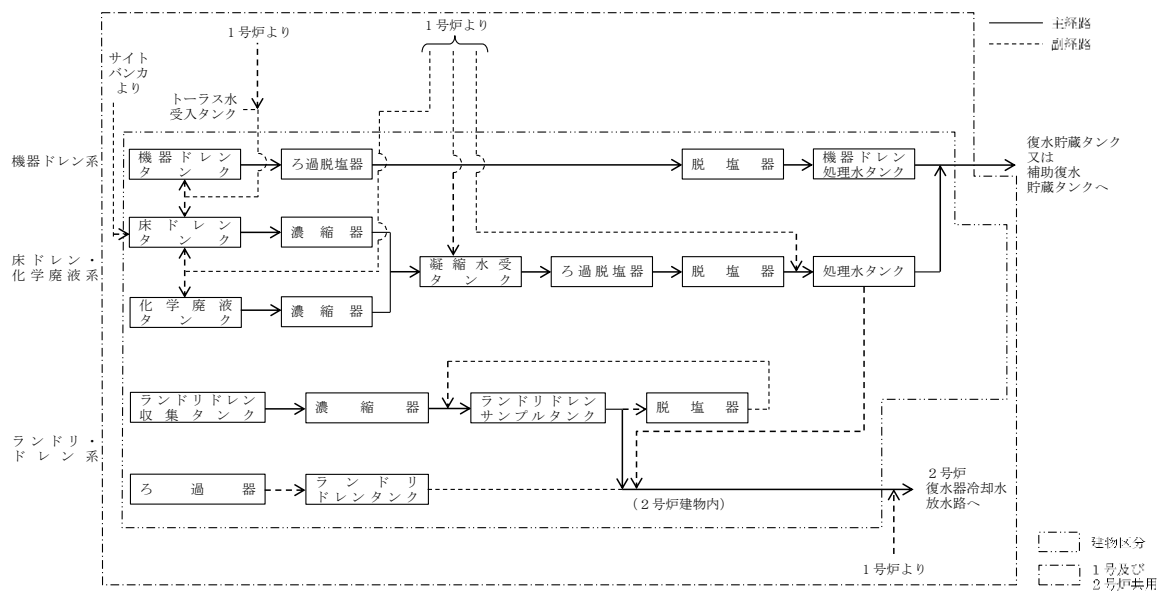 1号炉より
1号炉より
主経路
副経路
サイト
バンカ
より
トーラス水
受入タンク
機器ドレン系
機器ドレン
タンク
ろ過脱塩器
脱塩器
機器ドレン
処理水タンク
復水貯蔵タンク
又は
補助復水
貯蔵タンクへ
床ドレン・
化学廃液系
床ドレン
タンク
濃縮器
凝縮水受
タンク
ろ過脱塩器
脱塩器
処理水タンク
化学廃液
タンク
濃縮器
ランドリ・
ドレン系
ランドリドレン
収集タンク
濃縮器
ランドリドレン
サンプルタンク
脱塩器
ろ過器
ランドリ
ドレンタンク
(2号炉建物内)
2号炉
復水器冷却水
放水路へ
1号炉より
建物区分
1号及び
2号炉共用